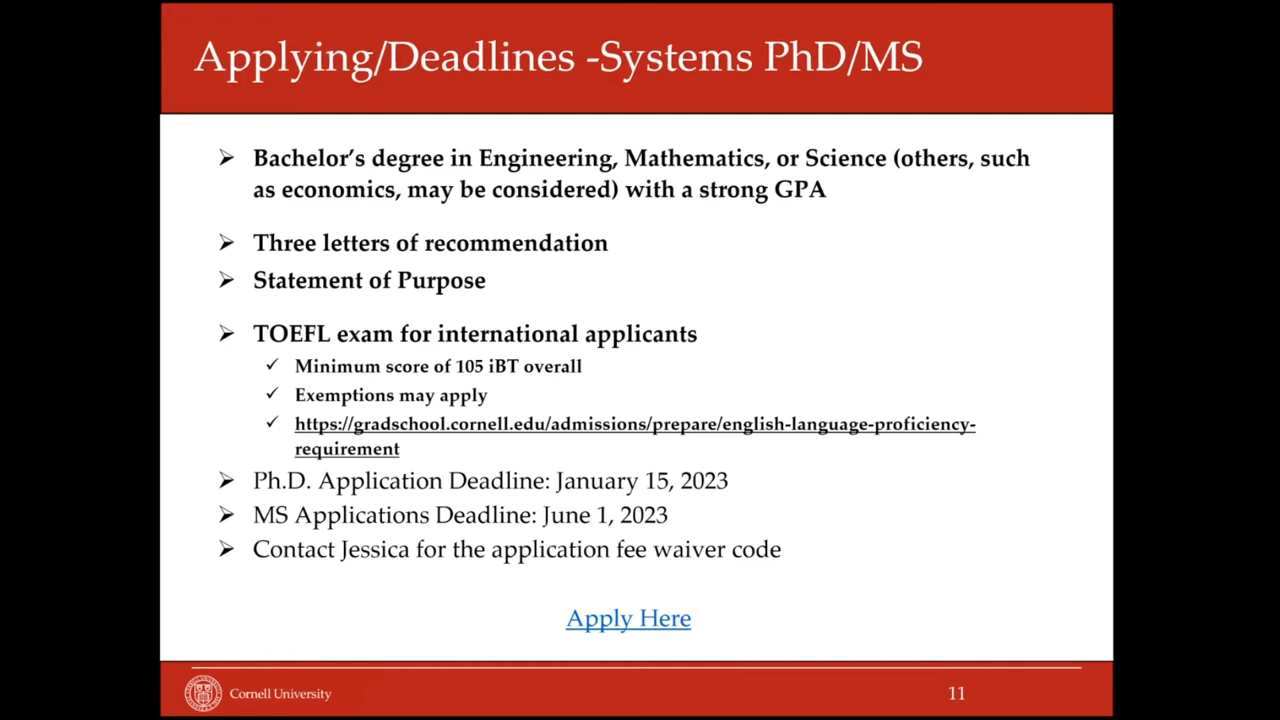 Applying/Deadlines -Systems PhD/MS
Bachelor’s degree in Engineering, Mathematics, or Science (others, such
as economics, may be considered) with a strong GPA
Three letters of recommendation
Statement of Purpose
TOEFL exam for international applicants
Minimum score of 105 iBT overall
Exemptions may apply
https://gradschool.cornell.edu/admissions/prepare/english-language-proficiency-
requirement
Ph.D. Application Deadline: January 15, 2023
MS Applications Deadline: June 1, 2023
Contact Jessica for the application fee waiver code
Apply Here
Cornell University
11